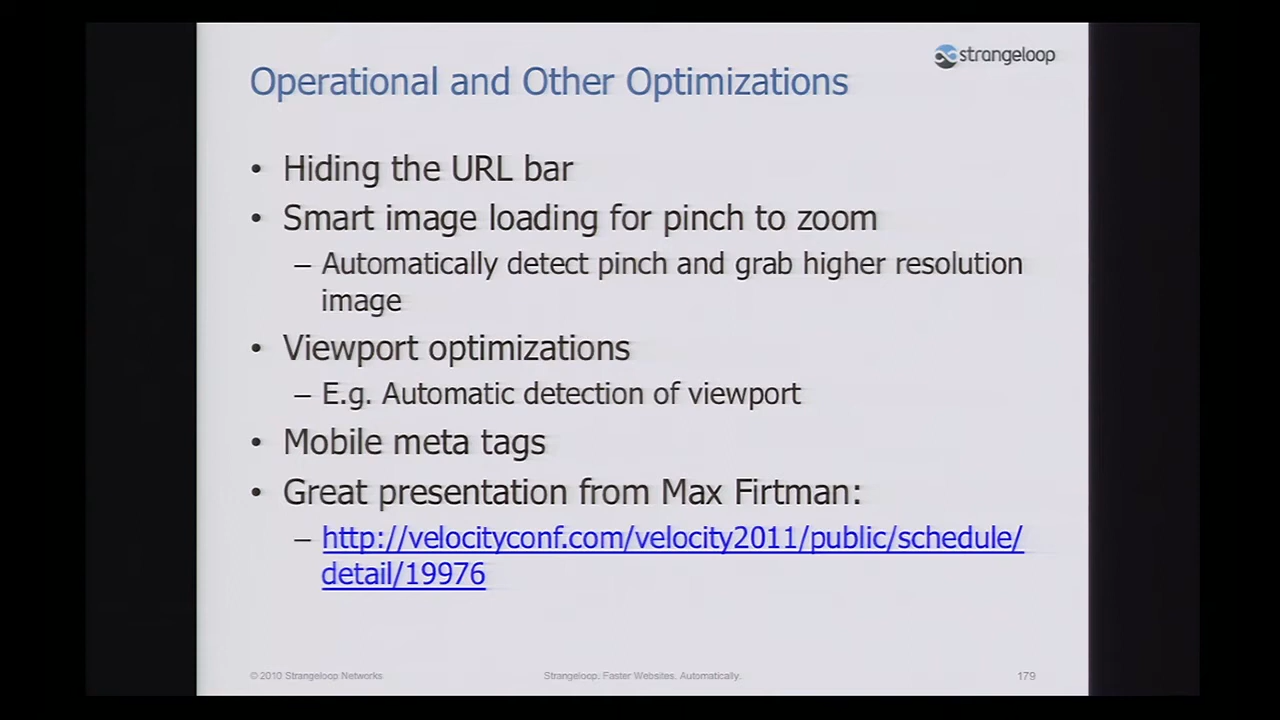 strangeloop
Operational and Other Optimizations
• Hiding the URL bar
• Smart image loading for pinch to zoom
– Automatically detect pinch and grab higher resolution
image
• Viewport optimizations
– E.g. Automatic detection of viewport
• Mobile meta tags
• Great presentation from Max Firtman:
– http://velocityconf.com/velocity2011/public/schedule/
detail/19976
© 2010 Strangeloop Networks
Strangeloop. Faster Websites. Automatically.
179